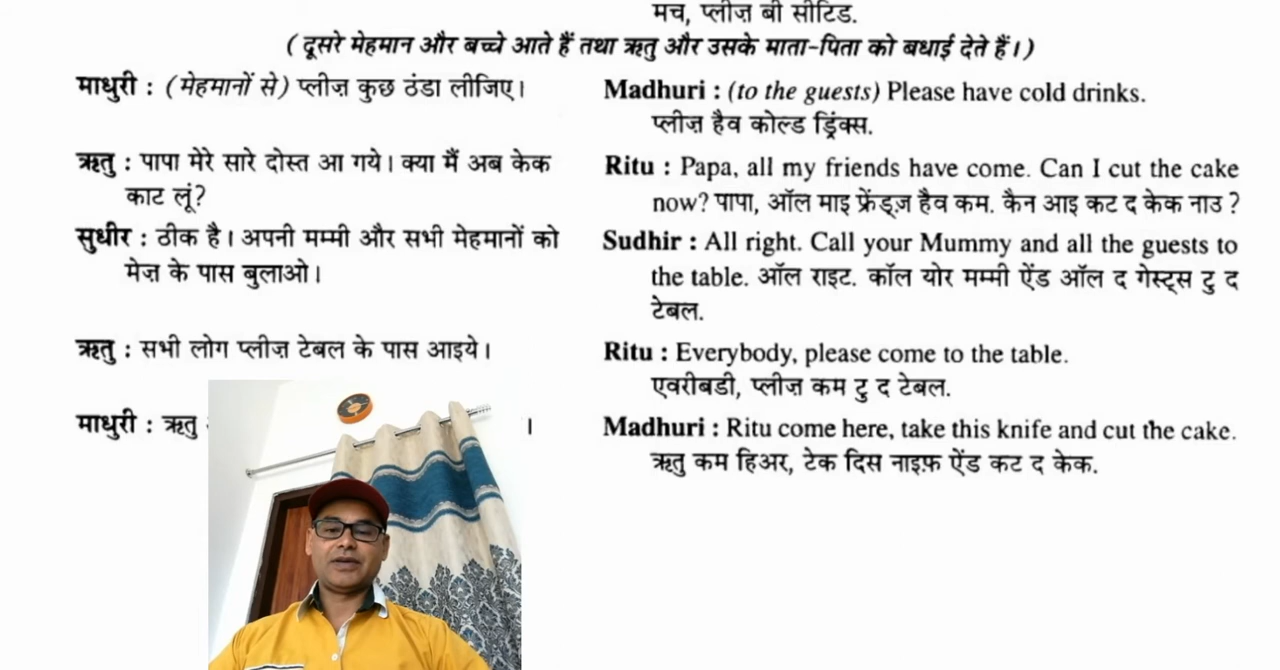 मच, प्लीज़ बी सीटिड.
( दूसरे मेहमान और बच्चे आते हैं तथा ऋतु और उसके माता-पिता को बधाई देते हैं। )
माधुरी : (मेहमानों से) प्लीज़ कुछ ठंडा लीजिए।
Madhuri : (to the guests) Please have cold drinks.
प्लीज़ हैव कोल्ड ड्रिंक्स.
ऋतु : पापा मेरे सारे दोस्त आ गये। क्या मैं अब केक
काट लूं?
Ritu : Papa, all my friends have come. Can I cut the cake
now? पापा, ऑल माइ फ्रेंड्ज़ हैव कम. कैन आइ कट द केक नाउ ?
सुधीर : ठीक है। अपनी मम्मी और सभी मेहमानों को
मेज़ के पास बुलाओ।
Sudhir : All right. Call your Mummy and all the guests to
the table. ऑल राइट. कॉल योर मम्मी ऐंड ऑल द गेस्ट्स टु द
टेबल.
ऋतु : सभी लोग प्लीज़ टेबल के पास आइये।
Ritu : Everybody, please come to the table.
एवरीबडी, प्लीज़ कम टु द टेबल.
माधुरी : ऋतु ।
Madhuri : Ritu come here, take this knife and cut the cake.
ऋतु कम हिअर, टेक दिस नाइफ़ ऐंड कट द केक.